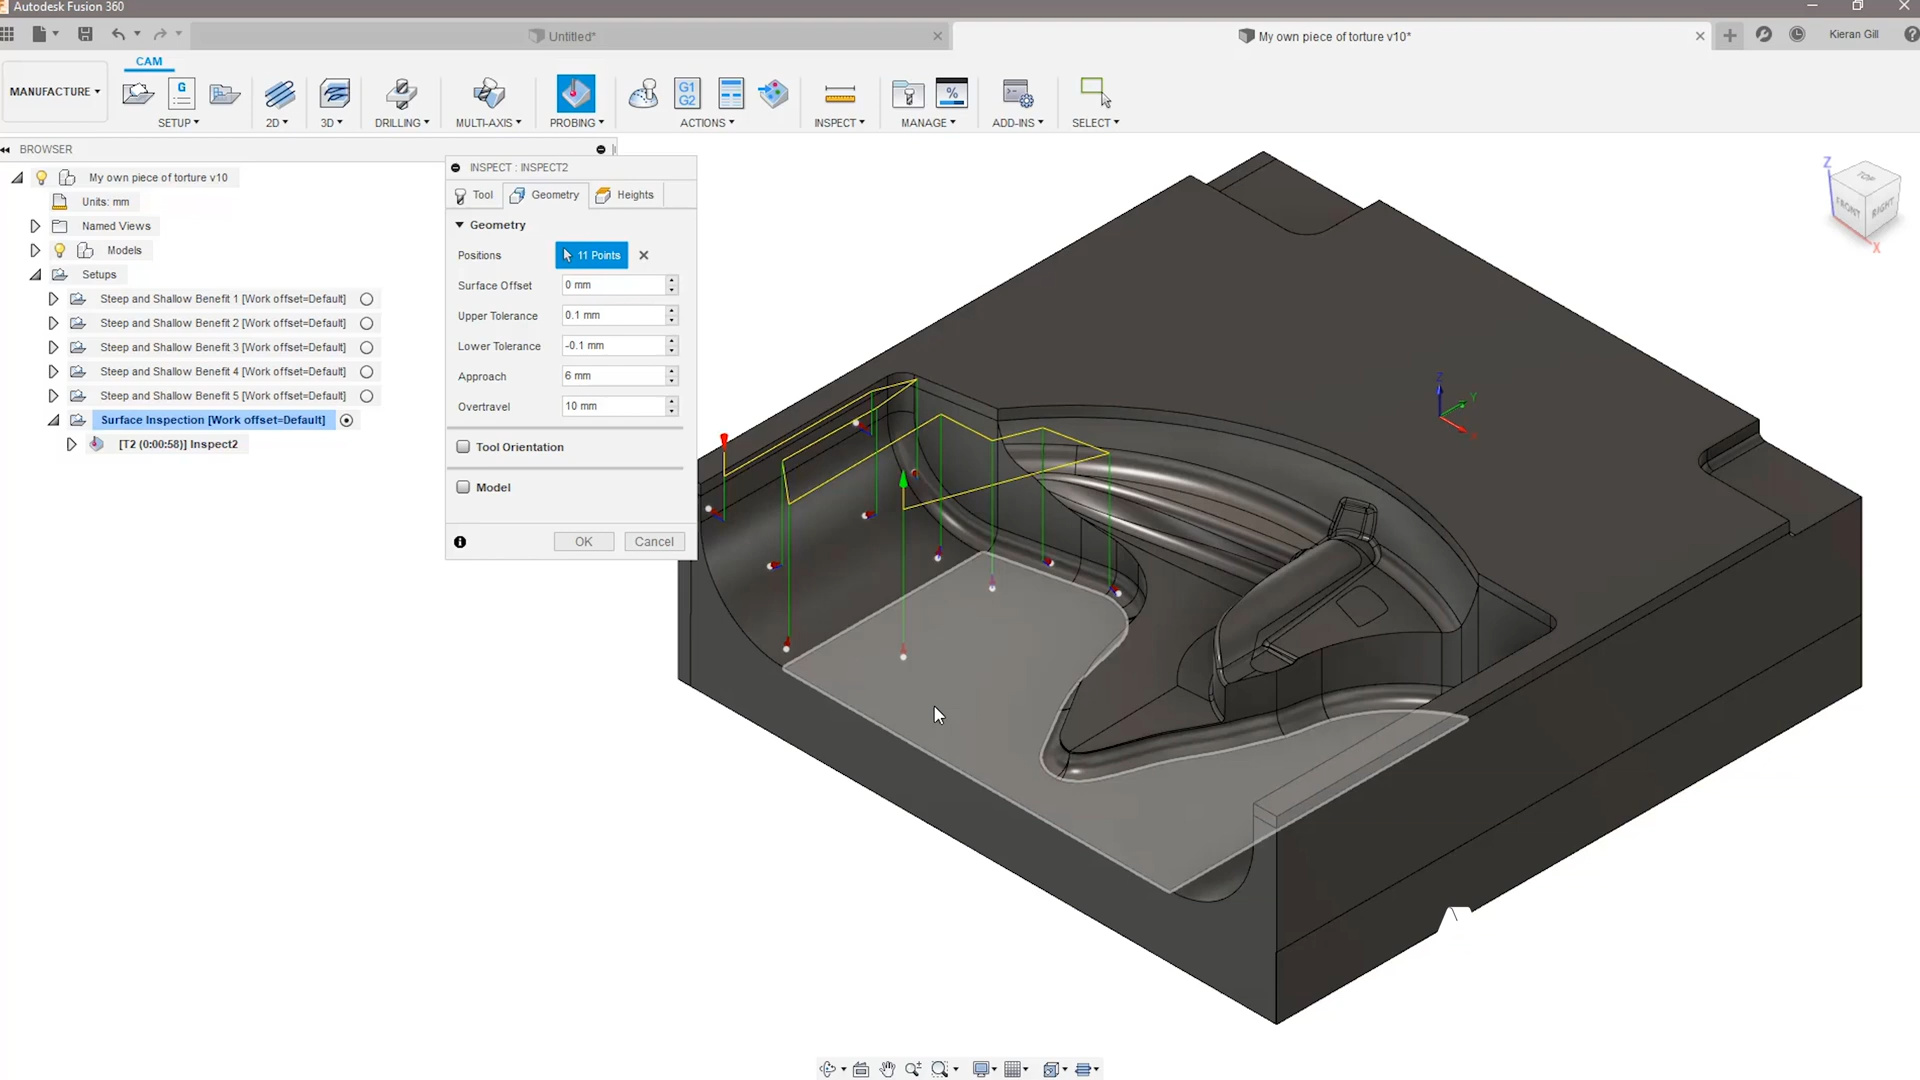 Autodesk Fusion 360
Untitled*
My own piece of torture v10*
Kieran Gill
CAM
MANUFACTURE
G
G1
G2
%
SETUP
2D
3D
DRILLING
MULTI-AXIS
PROBING
ACTIONS
INSPECT
MANAGE
ADD-INS
SELECT
BROWSER
My own piece of torture v10
Units: mm
Named Views
Models
Setups
Steep and Shallow Benefit 1 [Work offset=Default]
Steep and Shallow Benefit 2 [Work offset=Default]
Steep and Shallow Benefit 3 [Work offset=Default]
Steep and Shallow Benefit 4 [Work offset=Default]
Steep and Shallow Benefit 5 [Work offset=Default]
Surface Inspection [Work offset=Default]
[T2 (0:00:58)] Inspect2
INSPECT : INSPECT2
Tool
Geometry
Heights
Geometry
Positions
11 Points
Surface Offset
0 mm
Upper Tolerance
0.1 mm
Lower Tolerance
-0.1 mm
Approach
6 mm
Overtravel
10 mm
Tool Orientation
Model
OK
Cancel
Z
TOP
FRONT
RIGHT
X
Z
Y
X